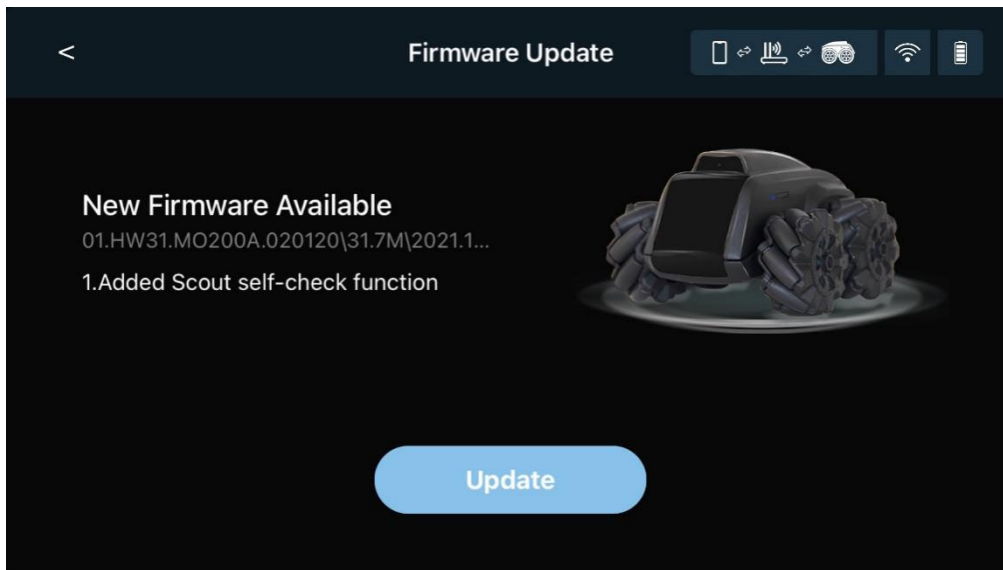 < Firmware Update
New Firmware Available
01.HW31.MO200A.020120\31.7M\2021.1...
1.Added Scout self-check function
Update